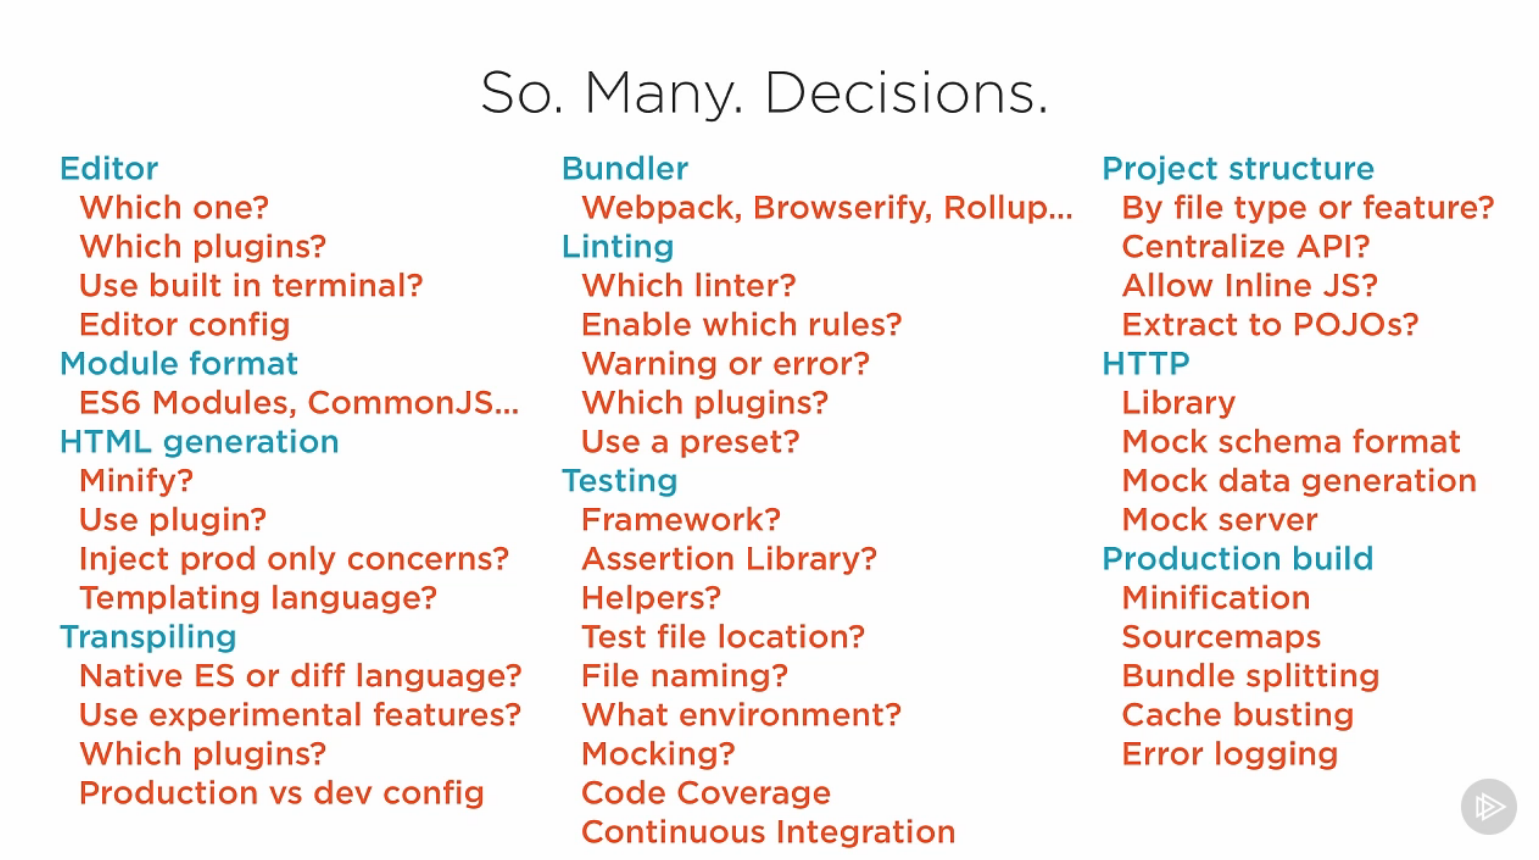 So. Many. Decisions.
Editor
Which one?
Which plugins?
Use built in terminal?
Editor config
Module format
ES6 Modules, CommonJS...
HTML generation
Minify?
Use plugin?
Inject prod only concerns?
Templating language?
Transpiling
Native ES or diff language?
Use experimental features?
Which plugins?
Production vs dev config
Bundler
Webpack, Browserify, Rollup...
Linting
Which linter?
Enable which rules?
Warning or error?
Which plugins?
Use a preset?
Testing
Framework?
Assertion Library?
Helpers?
Test file location?
File naming?
What environment?
Mocking?
Code Coverage
Continuous Integration
Project structure
By file type or feature?
Centralize API?
Allow Inline JS?
Extract to POJOs?
HTTP
Library
Mock schema format
Mock data generation
Mock server
Production build
Minification
Sourcemaps
Bundle splitting
Cache busting
Error logging